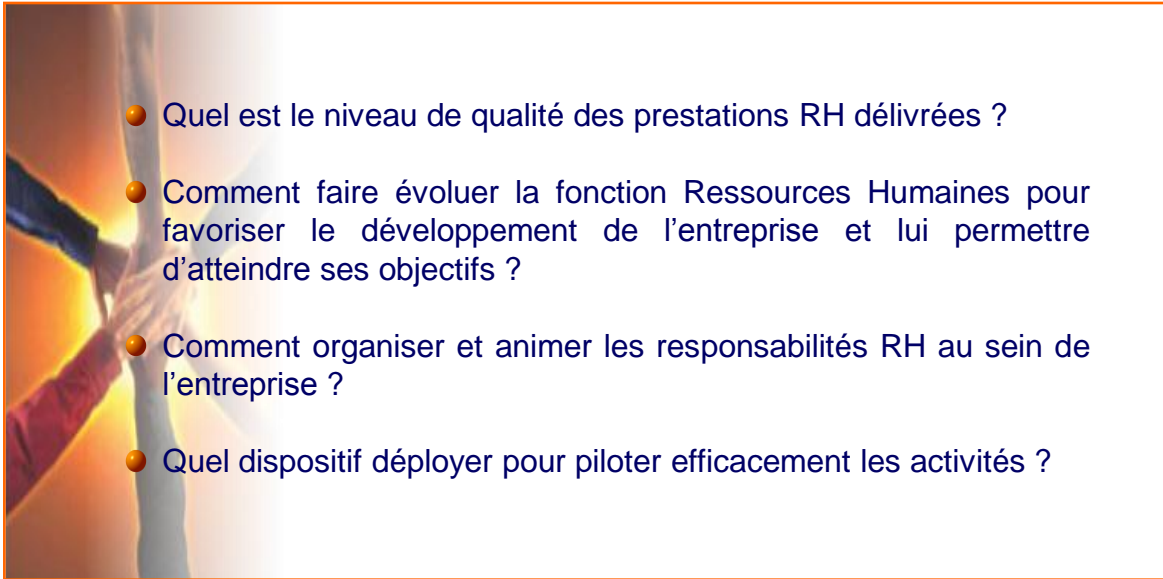 Quel est le niveau de qualité des prestations RH délivrées ?
Comment faire évoluer la fonction Ressources Humaines pour
favoriser le développement de l'entreprise et lui permettre
d'atteindre ses objectifs ?
Comment organiser et animer les responsabilités RH au sein de
l'entreprise ?
Quel dispositif déployer pour piloter efficacement les activités ?